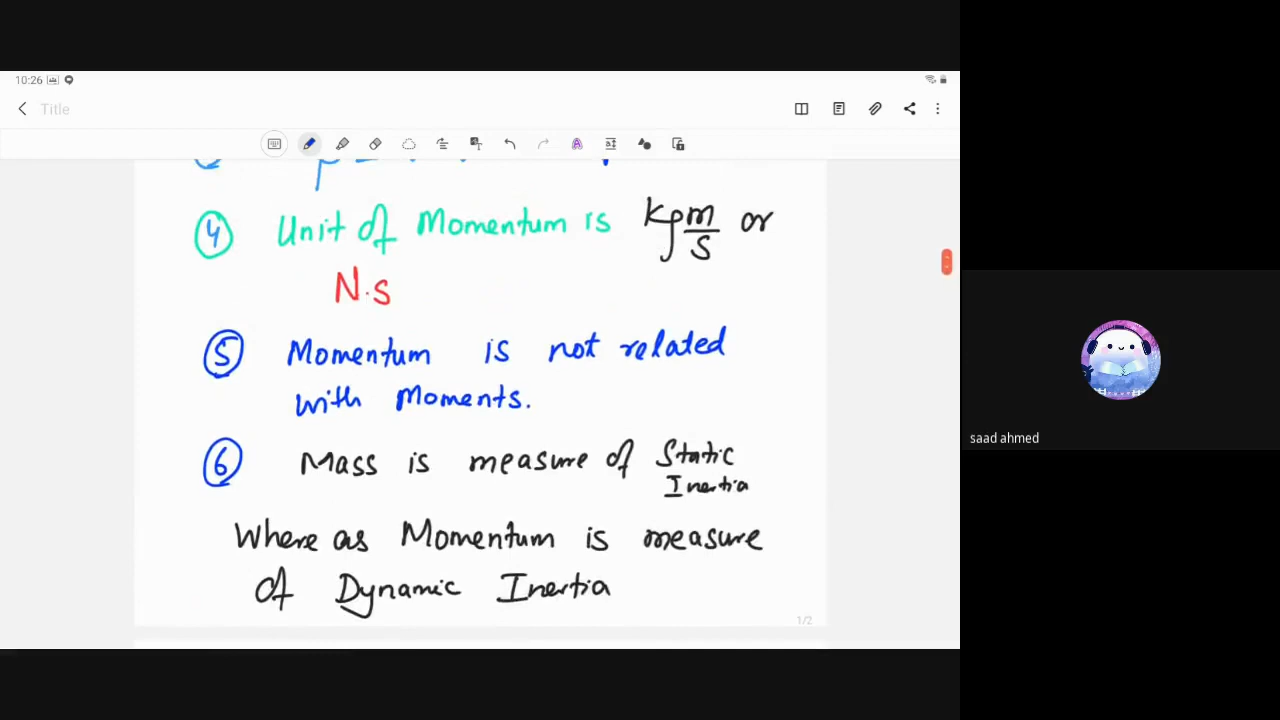 10:26
Title
4 Unit of Momentum is kg m/s or
N.s
5 Momentum is not related
with Moments.
6 Mass is measure of Static
Inertia
Where as Momentum is measure
of Dynamic Inertia
1/2
saad ahmed